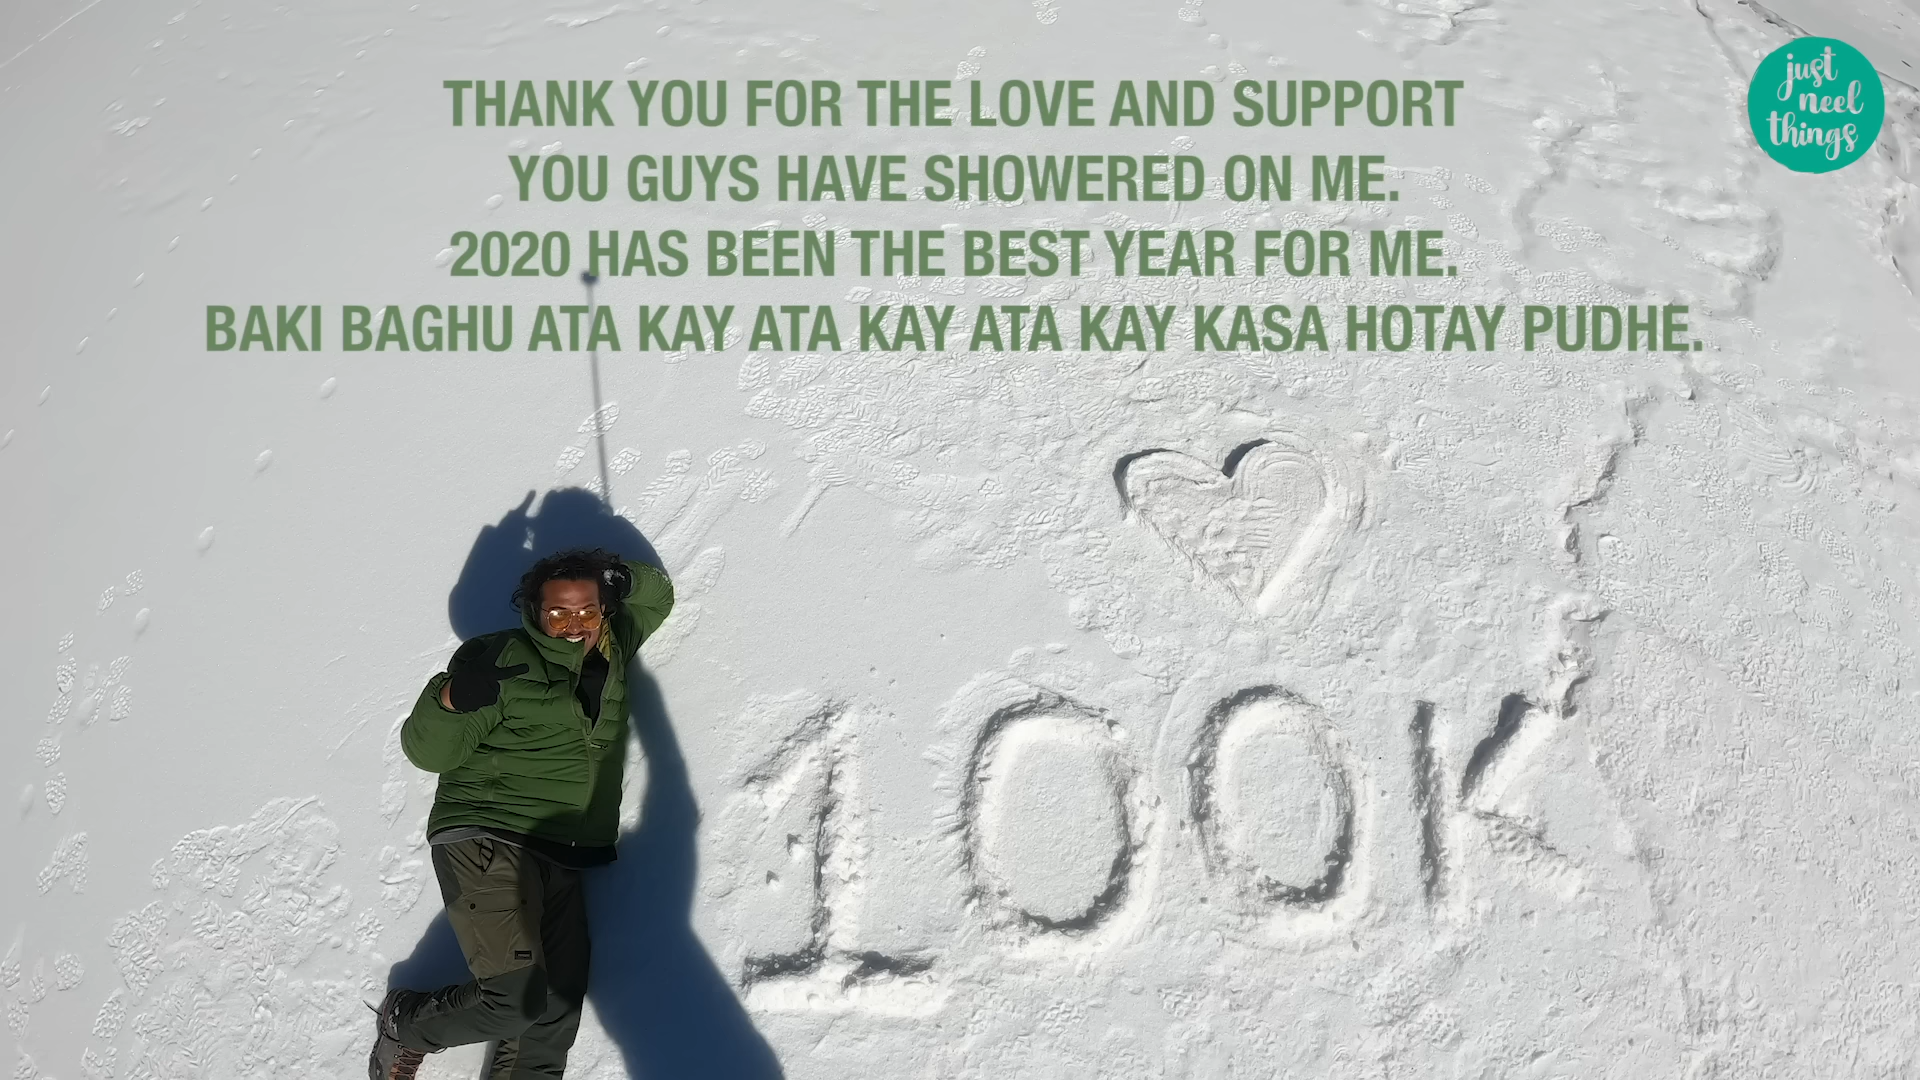 THANK YOU FOR THE LOVE AND SUPPORT
YOU GUYS HAVE SHOWERED ON ME.
2020 HAS BEEN THE BEST YEAR FOR ME.
BAKI BAGHU ATA KAY ATA KAY ATA KAY KASA HOTAY PUDHE.
just
neel
things
100K